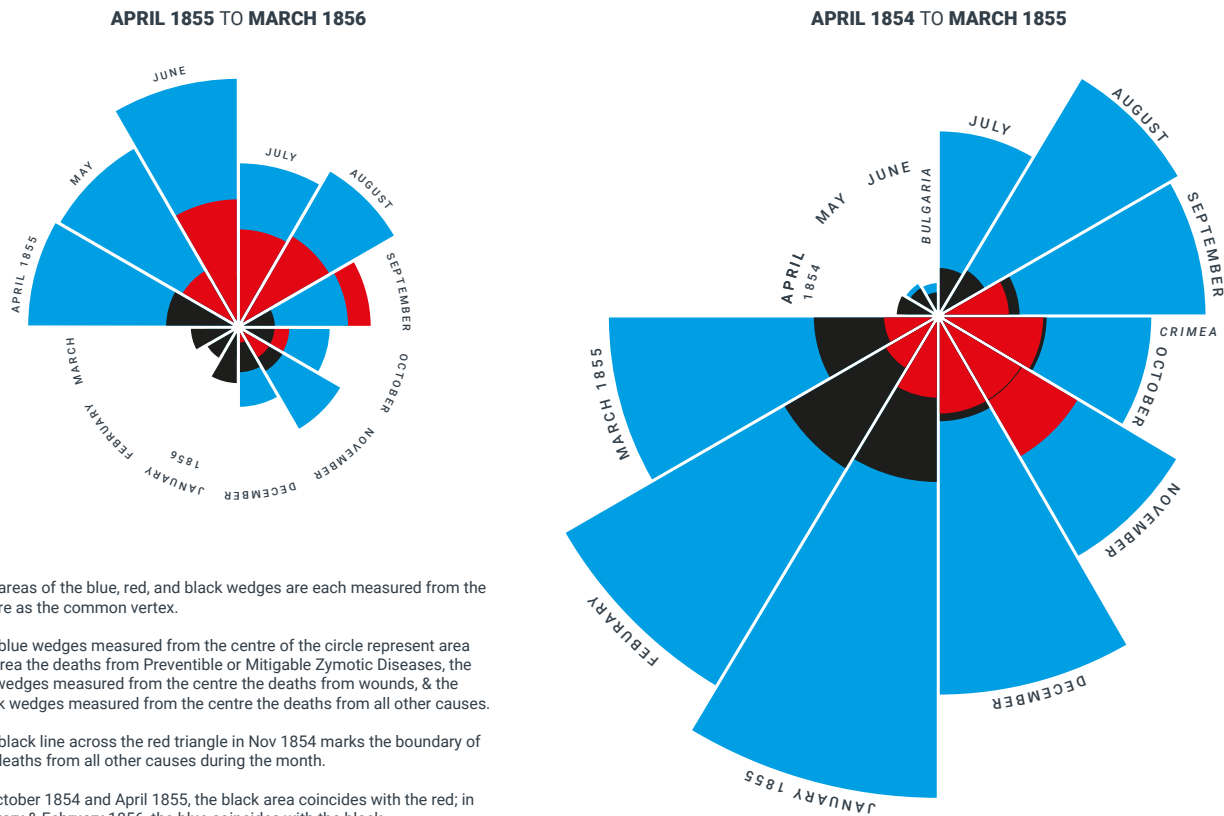 APRIL 1855 TO MARCH 1856
APRIL 1854 TO MARCH 1855
APRIL 1855
MAY
JUNE
JULY
AUGUST
SEPTEMBER
OCTOBER
NOVEMBER
DECEMBER
JANUARY
1856
FEBRUARY
MARCH
APRIL
1854
MAY
JUNE
BULGARIA
JULY
AUGUST
SEPTEMBER
CRIMEA
OCTOBER
NOVEMBER
DECEMBER
JANUARY 1855
FEBURARY
MARCH 1855
areas of the blue, red, and black wedges are each measured from the
re as the common vertex.
blue wedges measured from the centre of the circle represent area
rea the deaths from Preventible or Mitigable Zymotic Diseases, the
wedges measured from the centre the deaths from wounds, & the
k wedges measured from the centre the deaths from all other causes.
black line across the red triangle in Nov 1854 marks the boundary of
deaths from all other causes during the month.
ctober 1854 and April 1855, the black area coincides with the red; in